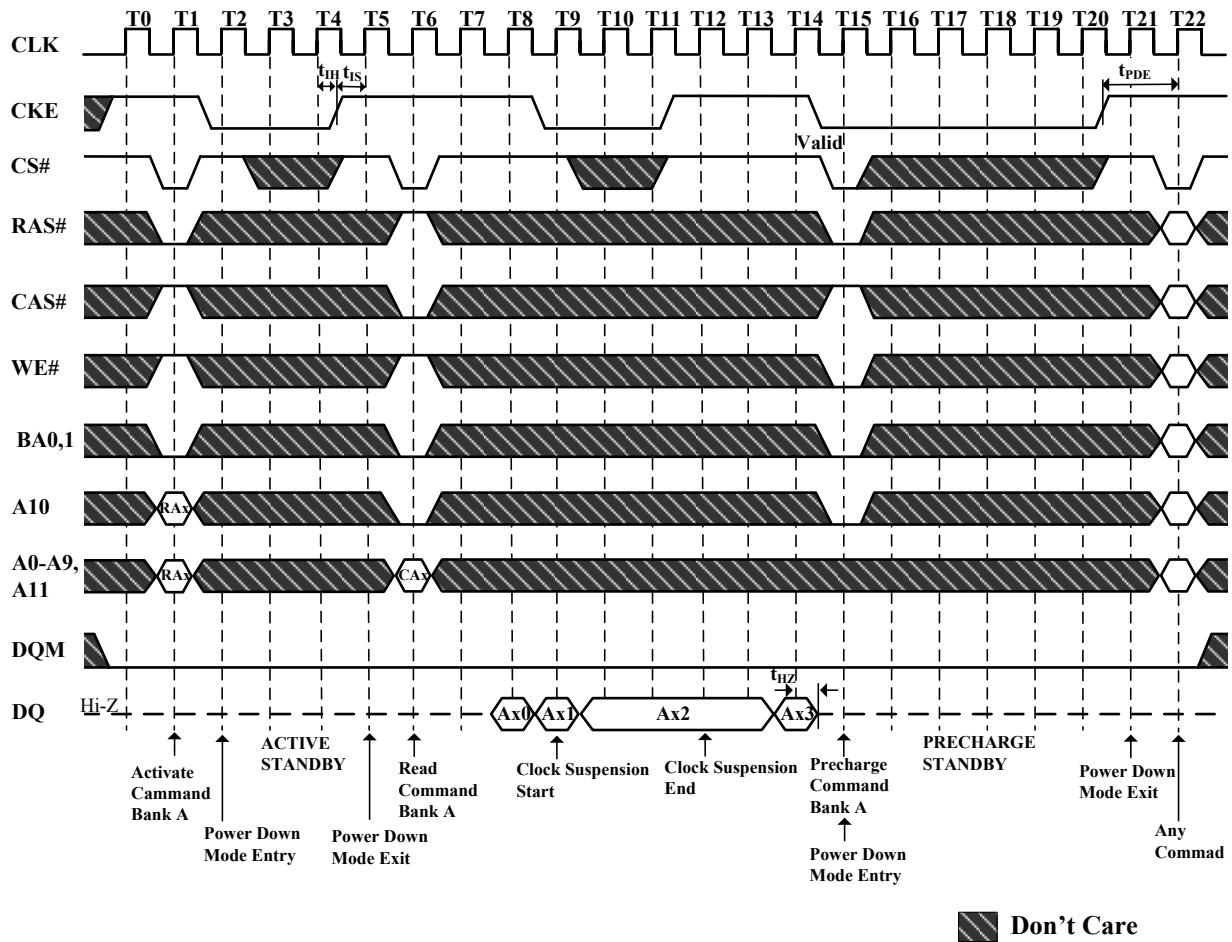 T0 T1 T2 T3 T4 T5 T6 T7 T8 T9 T10 T11 T12 T13 T14 T15 T16 T17 T18 T19 T20 T21 T22
CLK
tIH tIS
tPDE
CKE
Valid
CS#
RAS#
CAS#
WE#
BA0,1
A10
RAx
A0-A9,
A11
RAx
CAx
DQM
tHZ
DQ
Hi-Z
Ax0
Ax1
Ax2
Ax3
Activate
Cammand
Bank A
ACTIVE
STANDBY
Read
Command
Bank A
Clock Suspension
Start
Clock Suspension
End
Precharge
Command
Bank A
PRECHARGE
STANDBY
Power Down
Mode Exit
Power Down
Mode Entry
Power Down
Mode Exit
Power Down
Mode Entry
Any
Commad
Don't Care